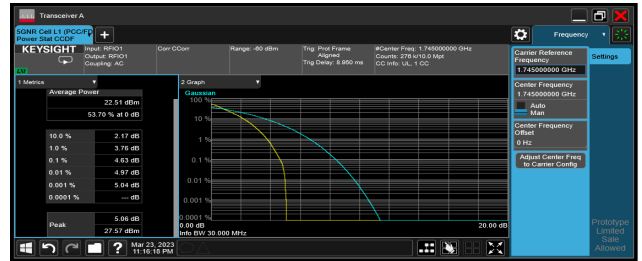 Transceiver A
5GNR Cell L1 (PCC/FD
Power Stat CCDF
Frequency
KEYSIGHT
LXI
Input: RFIO1
Output: RFIO1
Coupling: AC
Corr CCorr
Range: -60 dBm
Trig: Prot Frame
Aligned
Trig Delay: 8.960 ms
#Center Freq: 1.745000000 GHz
Counts: 276 k/10.0 Mpt
CC Info: UL, 1 CC
Carrier Reference
Frequency
1.745000000 GHz
Settings
Center Frequency
1.745000000 GHz
Auto
Man
Center Frequency
Offset
0 Hz
Adjust Center Freq
to Carrier Config
1 Metrics
Average Power
22.51 dBm
53.70 % at 0 dB
10.0 % 2.17 dB
1.0 % 3.76 dB
0.1 % 4.63 dB
0.01 % 4.97 dB
0.001 % 5.04 dB
0.0001 % --- dB
Peak 5.06 dB
27.57 dBm
2 Graph
Gaussian
100 %
10 %
1 %
0.1 %
0.01 %
0.001 %
0.0001 %
0.00 dB 20.00 dB
Info BW 30.000 MHz
Prototype
Limited
Sale
Allowed
Mar 23, 2023
11:16:15 PM